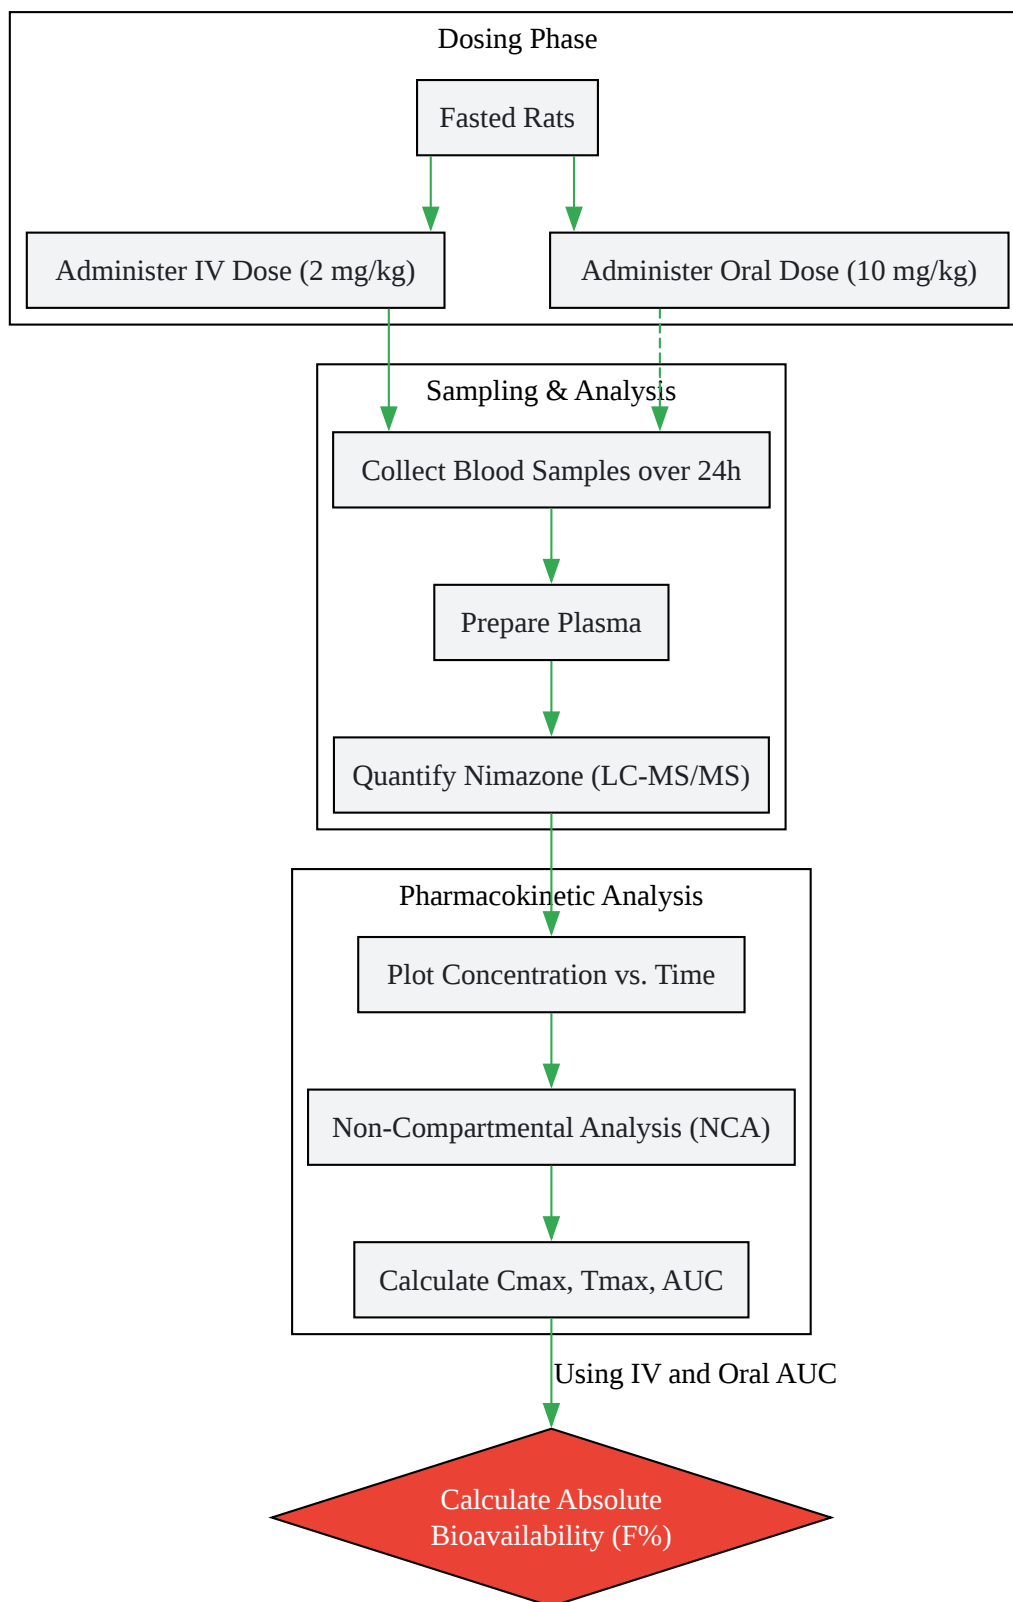 Dosing Phase
Fasted Rats
Administer IV Dose (2 mg/kg)
Administer Oral Dose (10 mg/kg)
Sampling & Analysis
Collect Blood Samples over 24h
Prepare Plasma
Quantify Nimazone (LC-MS/MS)
Pharmacokinetic Analysis
Plot Concentration vs. Time
Non-Compartmental Analysis (NCA)
Calculate Cmax, Tmax, AUC
Using IV and Oral AUC
Calculate Absolute
Bioavailability (F%)